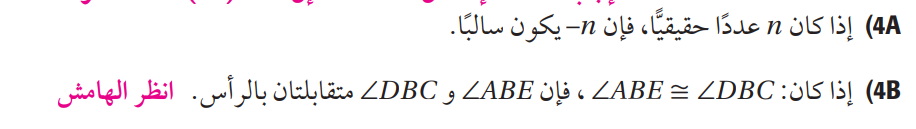 (4A إذا كان n عددًا حقيقيًّا، فإن n– يكون سالبًا.
(4B إذا كان: ∠ABE ≅ ∠DBC ، فإن ∠ABE و ∠DBC متقابلتان بالرأس. انظر الهامش